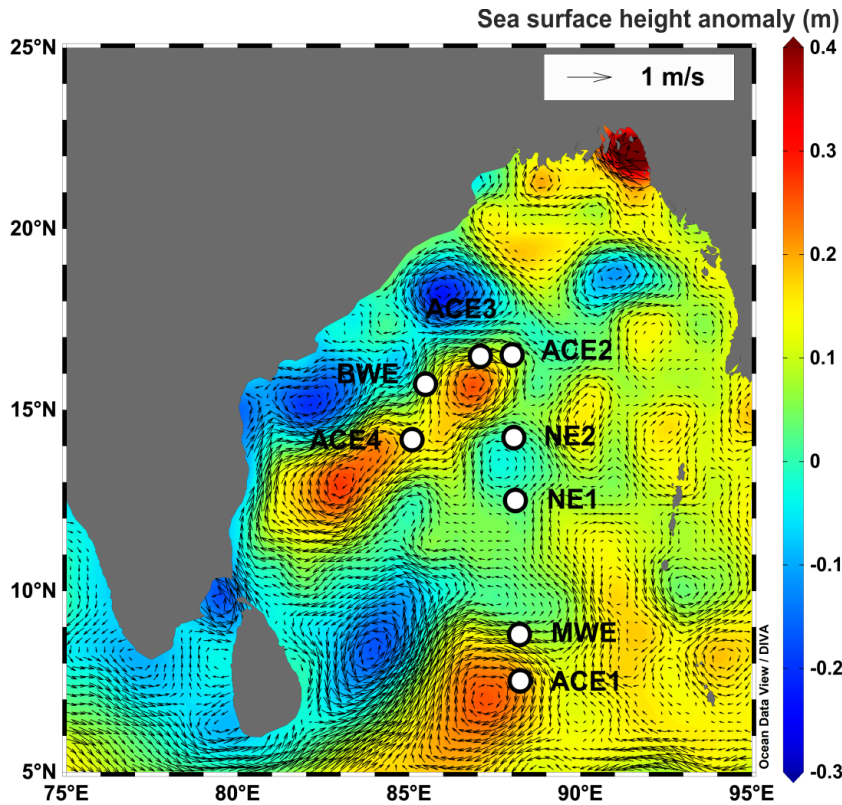 Sea surface height anomaly (m)
25°N
20°N
15°N
10°N
5°N
75°E
80°E
85°E
90°E
95°E
1 m/s
ACE3
ACE2
BWE
ACE4
NE2
NE1
MWE
ACE1
Ocean Data View / DIVA
0.4
0.3
0.2
0.1
0
-0.1
-0.2
-0.3